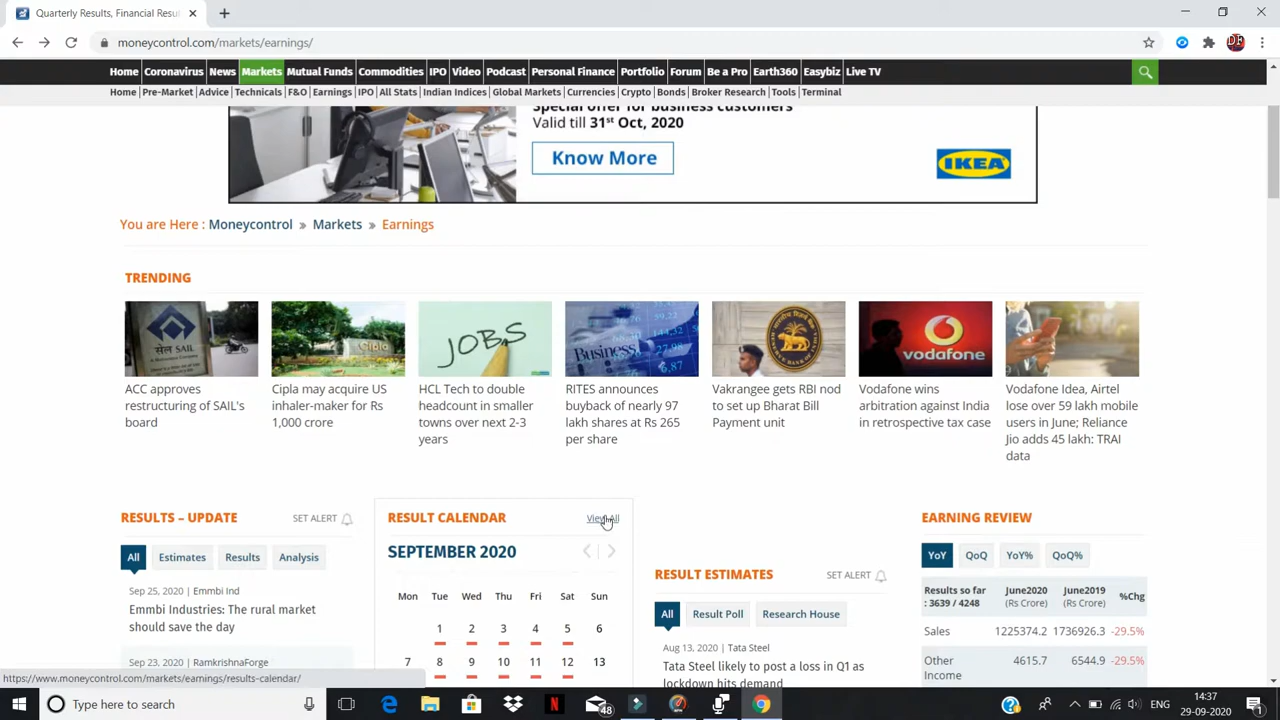 Quarterly Results, Financial Resul
moneycontrol.com/markets/earnings/
Home Coronavirus News Markets Mutual Funds Commodities IPO Video Podcast Personal Finance Portfolio Forum Be a Pro Earth360 Easybiz Live TV
Home Pre-Market Advice Technicals F&O Earnings IPO All Stats Indian Indices Global Markets Currencies Crypto Bonds Broker Research Tools Terminal
Special offer for business customers
Valid till 31st Oct, 2020
Know More
IKEA
You are Here : Moneycontrol » Markets » Earnings
TRENDING
सेल SAIL
Cipla
JOBS
Business
vodafone
ACC approves restructuring of SAIL's board
Cipla may acquire US inhaler-maker for Rs 1,000 crore
HCL Tech to double headcount in smaller towns over next 2-3 years
RITES announces buyback of nearly 97 lakh shares at Rs 265 per share
Vakrangee gets RBI nod to set up Bharat Bill Payment unit
Vodafone wins arbitration against India in retrospective tax case
Vodafone Idea, Airtel lose over 59 lakh mobile users in June; Reliance Jio adds 45 lakh: TRAI data
RESULTS – UPDATE SET ALERT
All Estimates Results Analysis
Sep 25, 2020 | Emmbi Ind
Emmbi Industries: The rural market
should save the day
Sep 23, 2020 | RamkrishnaForge
RESULT CALENDAR View All
SEPTEMBER 2020
Mon Tue Wed Thu Fri Sat Sun
1 2 3 4 5 6
7 8 9 10 11 12 13
RESULT ESTIMATES SET ALERT
All Result Poll Research House
Aug 13, 2020 | Tata Steel
Tata Steel likely to post a loss in Q1 as
lockdown hits demand
EARNING REVIEW
YoY QoQ YoY% QoQ%
Results so far : 3639 / 4248 June2020 (Rs Crore) June2019 (Rs Crore) %Chg
Sales 1225374.2 1736926.3 -29.5%
Other Income 4615.7 6544.9 -29.5%
https://www.moneycontrol.com/markets/earnings/results-calendar/
Type here to search
48
ENG
14:37
29-09-2020
1